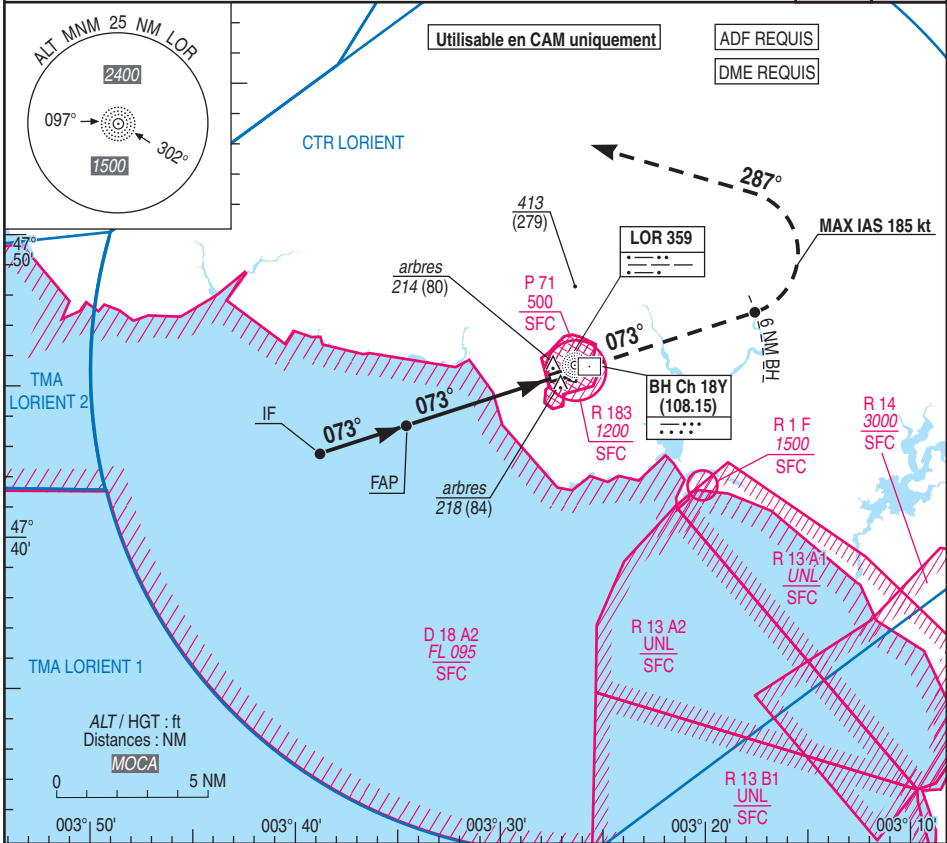 ALT MNM 25 NM LOR
2400
097°
302°
1500
Utilisable en CAM uniquement
ADF REQUIS
DME REQUIS
CTR LORIENT
287°
MAX IAS 185 kt
413
(279)
LOR 359
47°
50'
arbres
214 (80)
P 71
500
SFC
073°
6 NM BH
TMA
LORIENT 2
BH Ch 18Y
(108.15)
IF
073°
073°
R 183
1200
SFC
R 1 F
1500
SFC
R 14
3000
SFC
FAP
arbres
218 (84)
47°
40'
R 13 A1
UNL
SFC
D 18 A2
FL 095
SFC
R 13 A2
UNL
SFC
TMA LORIENT 1
ALT / HGT : ft
Distances : NM
MOCA
0
5 NM
R 13 B1
UNL
SFC
003° 50'
003° 40'
003° 30'
003° 20'
003° 10'